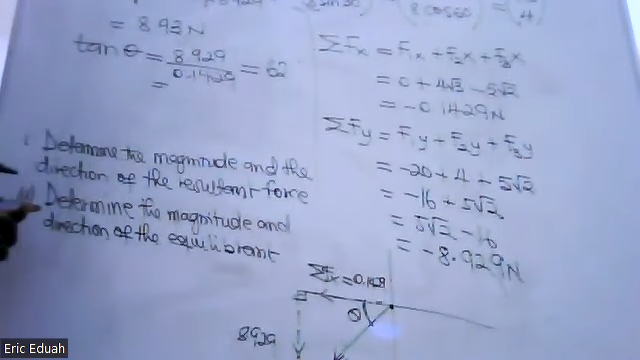 = 8.93N
tan θ = 8.929
= 62
=
i. Determine the magnitude and the
direction of the resultant force
ii) Determine the magnitude and
direction of the equilibrant
ΣFx = F1x + F2x + F3x
= 0 + 4√3 - 5√2
= -0.1429N
ΣFy = F1y + F2y + F3y
= -20 + 4 + 5√2
= -16 + 5√2
= 5√2 - 16
= -8.929N
ΣFx = 0.1429
θ
8.929
Eric Eduah